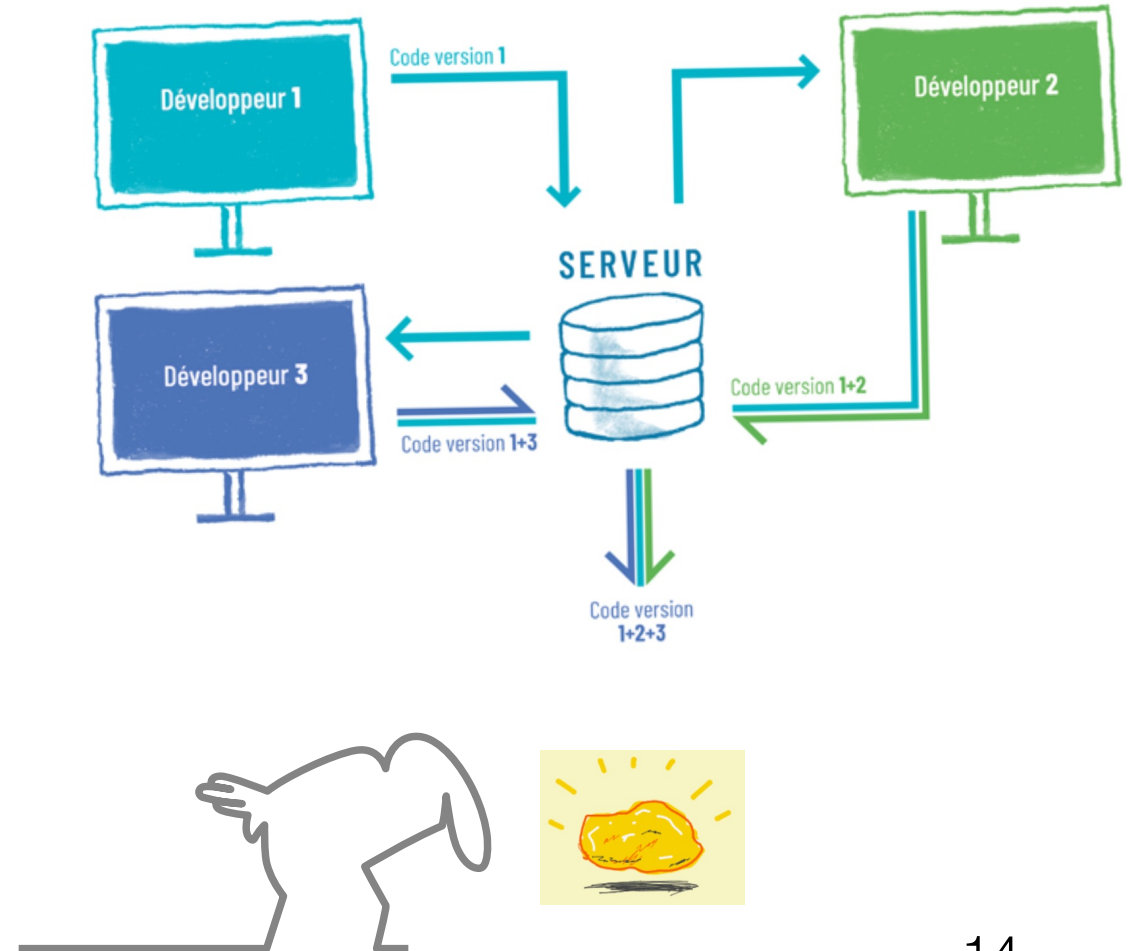 Code version 1
Développeur 1
Développeur 2
SERVEUR
Développeur 3
Code version 1+2
Code version 1+3
Code version
1+2+3
14